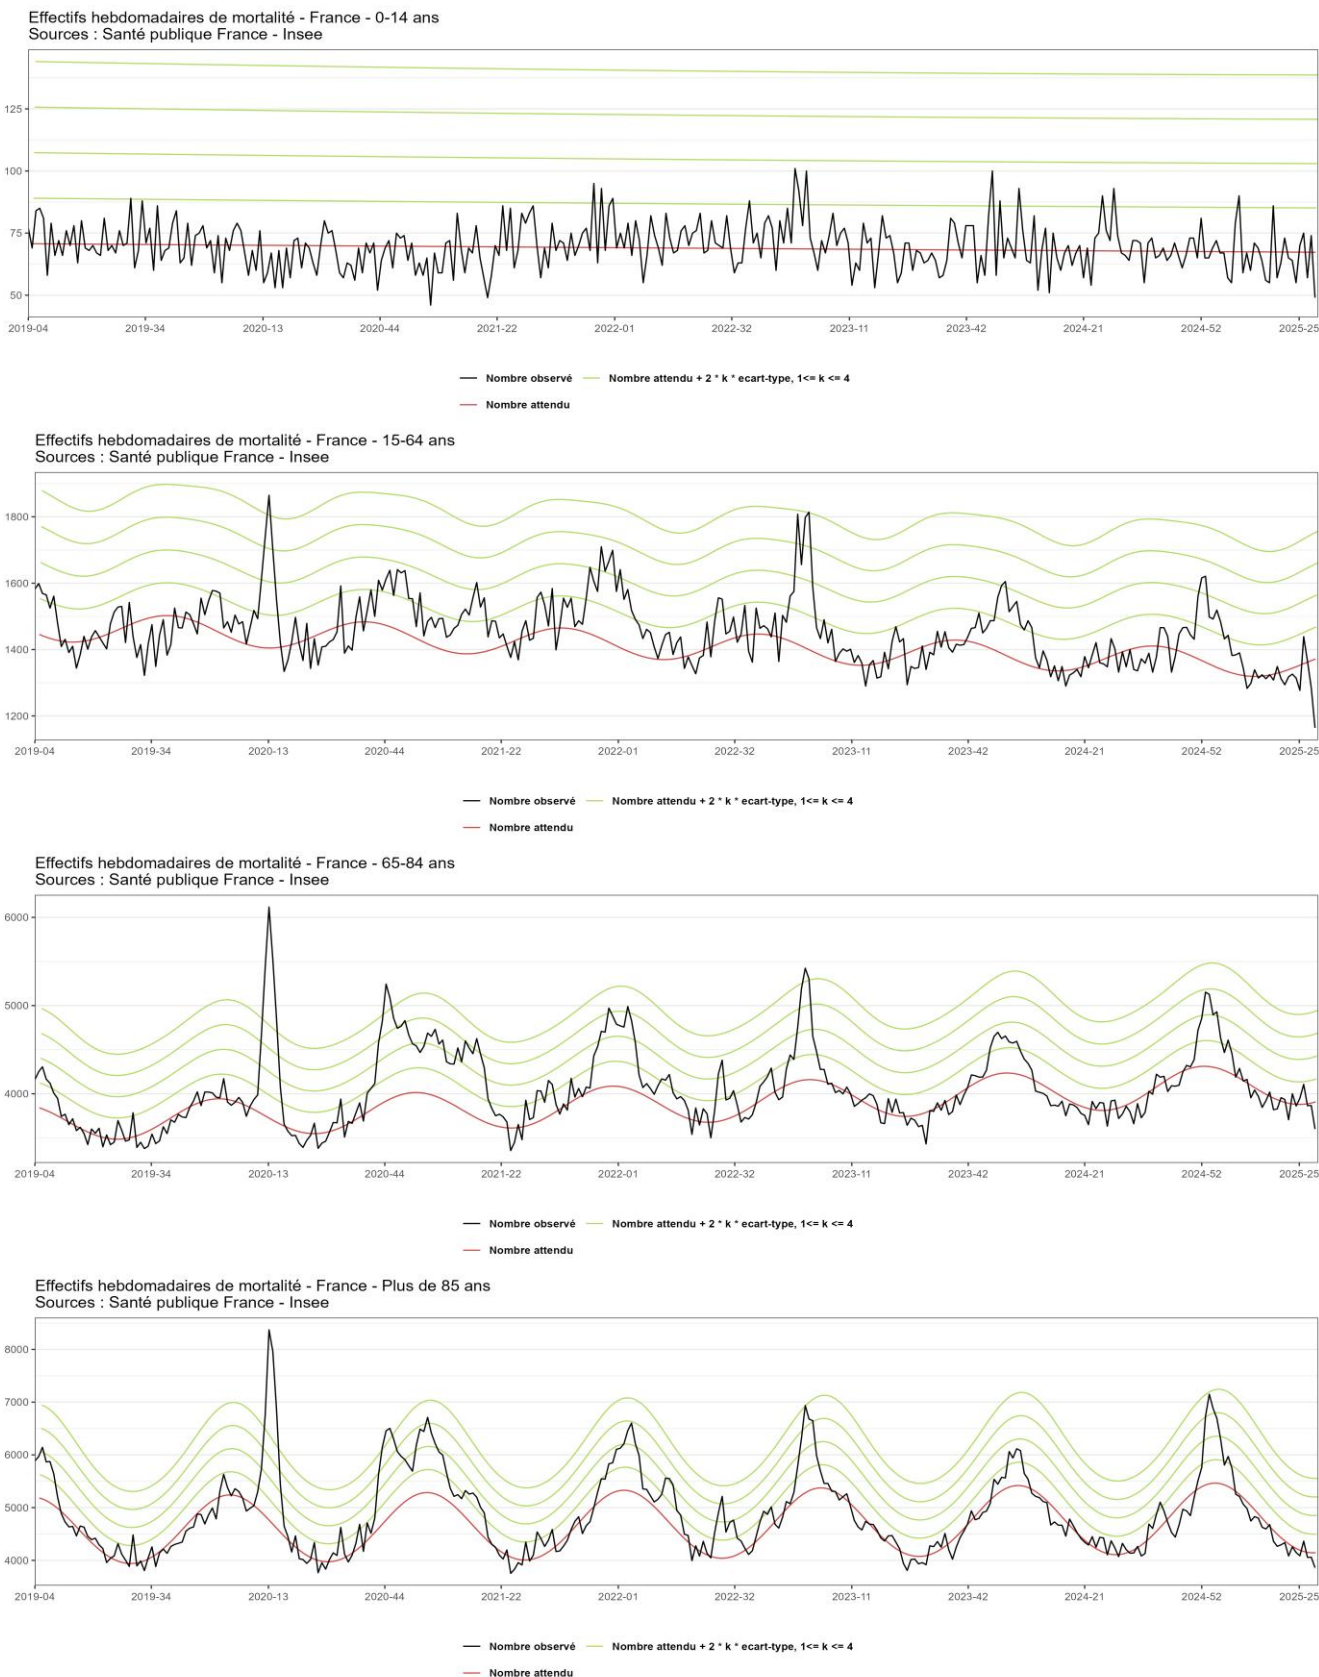 Effectifs hebdomadaires de mortalité - France - 0-14 ans
Sources : Santé publique France - Insee
125
100
75
50
2019-04 2019-34 2020-13 2020-44 2021-22 2022-01 2022-32 2023-11 2023-42 2024-21 2024-52 2025-25
Nombre observé Nombre attendu + 2 * k * ecart-type, 1<= k <= 4
Nombre attendu
Effectifs hebdomadaires de mortalité - France - 15-64 ans
Sources : Santé publique France - Insee
1800
1600
1400
1200
2019-04 2019-34 2020-13 2020-44 2021-22 2022-01 2022-32 2023-11 2023-42 2024-21 2024-52 2025-25
Nombre observé Nombre attendu + 2 * k * ecart-type, 1<= k <= 4
Nombre attendu
Effectifs hebdomadaires de mortalité - France - 65-84 ans
Sources : Santé publique France - Insee
6000
5000
4000
2019-04 2019-34 2020-13 2020-44 2021-22 2022-01 2022-32 2023-11 2023-42 2024-21 2024-52 2025-25
Nombre observé Nombre attendu + 2 * k * ecart-type, 1<= k <= 4
Nombre attendu
Effectifs hebdomadaires de mortalité - France - Plus de 85 ans
Sources : Santé publique France - Insee
8000
7000
6000
5000
4000
2019-04 2019-34 2020-13 2020-44 2021-22 2022-01 2022-32 2023-11 2023-42 2024-21 2024-52 2025-25
Nombre observé Nombre attendu + 2 * k * ecart-type, 1<= k <= 4
Nombre attendu